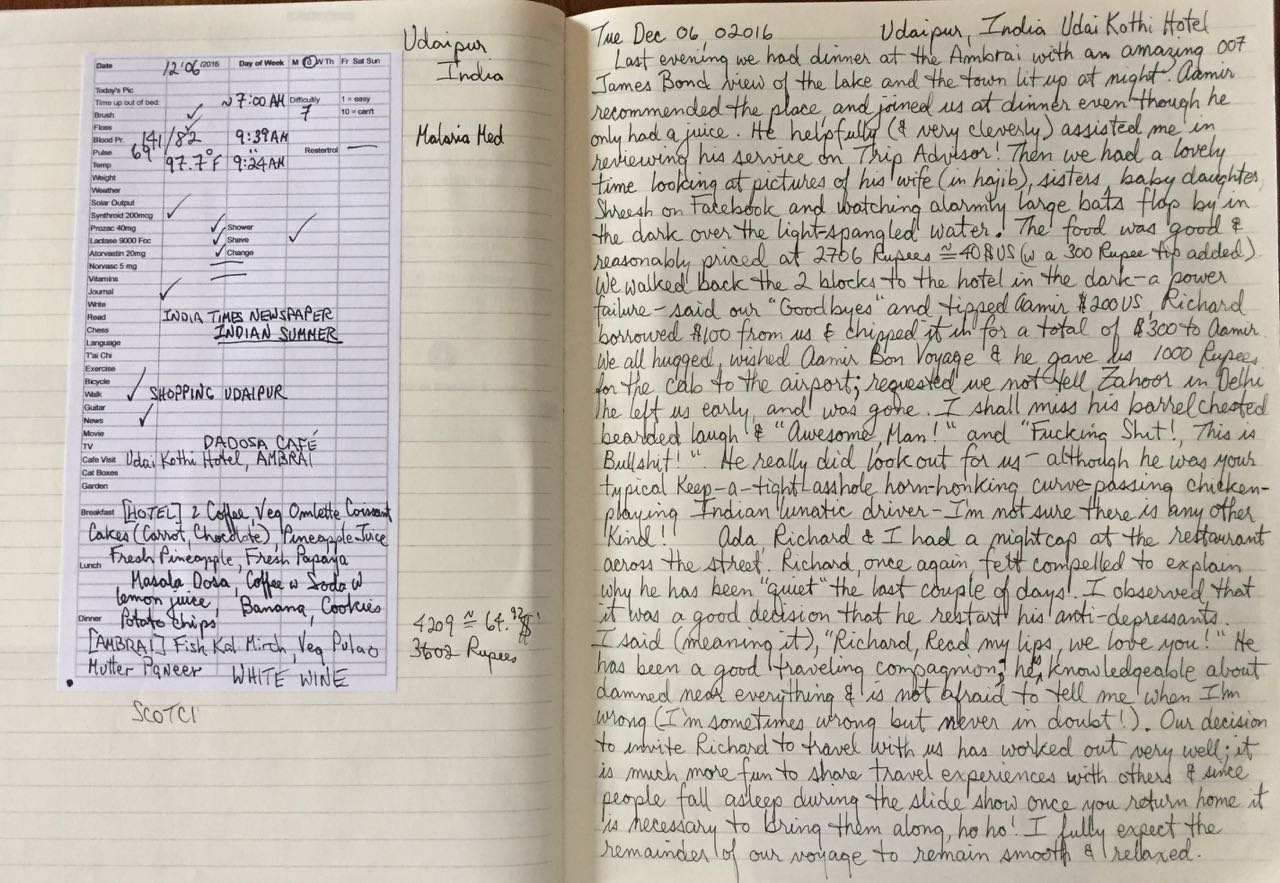 Date 12/06/2016 Day of Week M T W Th Fr Sat Sun
Today's Pic
Time up out of bed: ~7:00AM Difficulty 7 1 = easy
Brush 10 = can't
Floss
Blood Pr. 141/82 9:39AM
Pulse 69 " Restertrol —
Temp 97.7°F 9:24AM
Weight
Weather
Solar Output
Synthroid 200mcg ✓
Prozac 40mg ✓ Shower
Lactase 9000 Fcc ✓ Shave ✓
Atorvastin 20mg ✓ Change
Norvasc 5 mg
Vitamins
Journal ✓
Write
Read INDIA TIMES NEWSPAPER
Chess INDIAN SUMMER
Language
T'ai Chi
Exercise
Bicycle
Walk ✓ SHOPPING UDAIPUR
Guitar
News ✓
Movie
TV DADOSA CAFÉ
Cafe Visit Udai Kothi Hotel, AMBRAI
Cat Boxes
Garden
Breakfast [HOTEL] 2 Coffee, Veg Omlette Coissant
Cakes (Carrot, Chocolate), Pineapple Juice
Fresh Pineapple, Fresh Papaya
Lunch
Masala Dosa, Coffee w Soda w
lemon juice, Banana, Cookies
Dinner Potato chips
[AMBRAI] Fish Kal Mirch, Veg Pulao
Mutter Paneer WHITE WINE
SCOTCI
Udaipur
India
Malaria Med
4209 ≅ 64.92$
3602 Rupees
Tue Dec 06, 02016 Udaipur, India Udai Kothi Hotel
Last evening we had dinner at the Ambrai with an amazing 007
James Bond view of the lake and the town lit up at night. Aamir
recommended the place, and joined us at dinner even though he
only had a juice. He helpfully (& very cleverly) assisted me in
reviewing his service on Trip Advisor! Then we had a lovely
time looking at pictures of his wife (in hajib), sisters, baby daughter,
Shreesh on Facebook and watching alarmly large bats flap by in
the dark over the light-spangled water. The food was good &
reasonably priced at 2706 Rupees ≅ 40$US (w a 300 Rupee tip added)
We walked back the 2 blocks to the hotel in the dark-a power
failure-said our "Goodbyes" and tipped Aamir $200 US, Richard
borrowed $100 from us & chipped it in for a total of $300 to Aamir.
We all hugged, wished Aamir Bon Voyage & he gave us 1000 Rupees
for the cab to the airport; requested we not tell Zahoor in Delhi
he left us early, and was gone. I shall miss his barrelchested
bearded laugh & "Awesome, Man!" and "Fucking Shit!, This is
Bullshit!". He really did look out for us-although he was your
typical Keep-a-tight-asshole horn-honking curve-passing chicken-
playing Indian lunatic driver-I'm not sure there is any other
Kind!! Ada, Richard & I had a nightcap at the restaurant
across the street. Richard, once again, felt compelled to explain
why he has been "quiet" the last couple of days. I observed that
it was a good decision that he restart his anti-depressants.
I said (meaning it), "Richard, Read my lips, we love you!" He
has been a good traveling compagnion; he's knowledgeable about
damned near everything & is not afraid to tell me when I'm
wrong (I'm sometimes wrong but never in doubt!). Our decision
to invite Richard to travel with us has worked out very well; it
is much more fun to share travel experiences with others & since
people fall asleep during the slide show once you return home it
is necessary to bring them along, ho ho! I fully expect the
remainder of our voyage to remain smooth & relaxed.